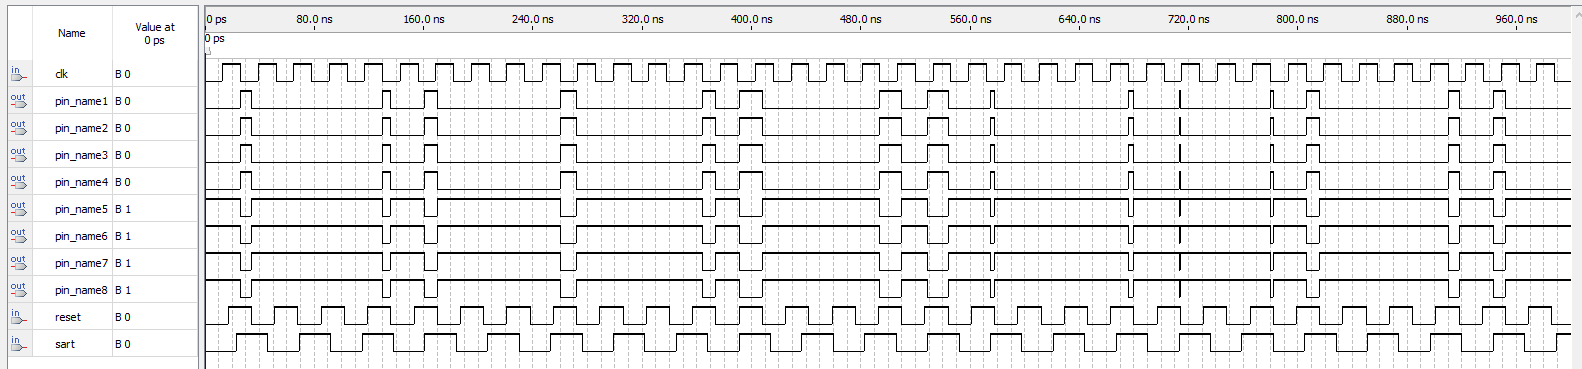 Name Value at 0 ps
0 ps 80.0 ns 160.0 ns 240.0 ns 320.0 ns 400.0 ns 480.0 ns 560.0 ns 640.0 ns 720.0 ns 800.0 ns 880.0 ns 960.0 ns
0 ps
in clk B 0
out pin_name1 B 0
out pin_name2 B 0
out pin_name3 B 0
out pin_name4 B 0
out pin_name5 B 1
out pin_name6 B 1
out pin_name7 B 1
out pin_name8 B 1
in reset B 0
in sart B 0